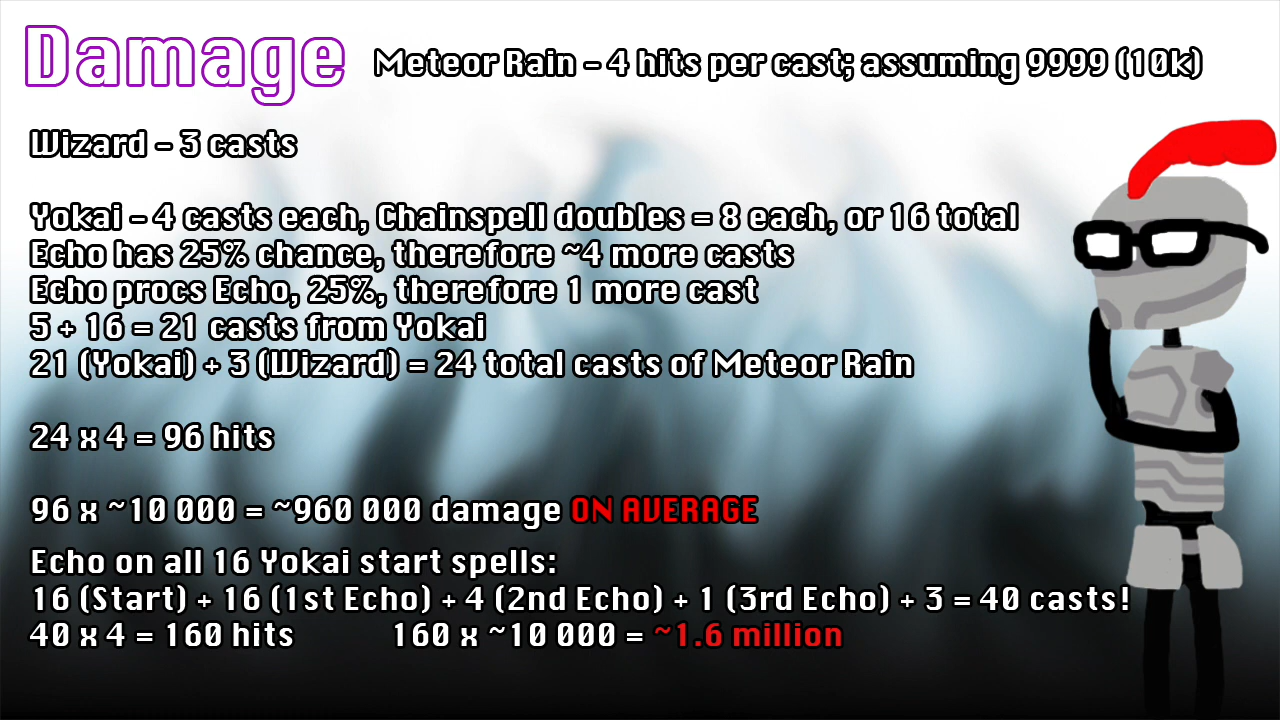 Damage
Meteor Rain - 4 hits per cast; assuming 9999 (10k)
Wizard - 3 casts
Yokai - 4 casts each, Chainspell doubles = 8 each, or 16 total
Echo has 25% chance, therefore ~4 more casts
Echo procs Echo, 25%, therefore 1 more cast
5 + 16 = 21 casts from Yokai
21 (Yokai) + 3 (Wizard) = 24 total casts of Meteor Rain
24 x 4 = 96 hits
96 x ~10 000 = ~960 000 damage ON AVERAGE
Echo on all 16 Yokai start spells:
16 (Start) + 16 (1st Echo) + 4 (2nd Echo) + 1 (3rd Echo) + 3 = 40 casts!
40 x 4 = 160 hits 160 x ~10 000 = ~1.6 million